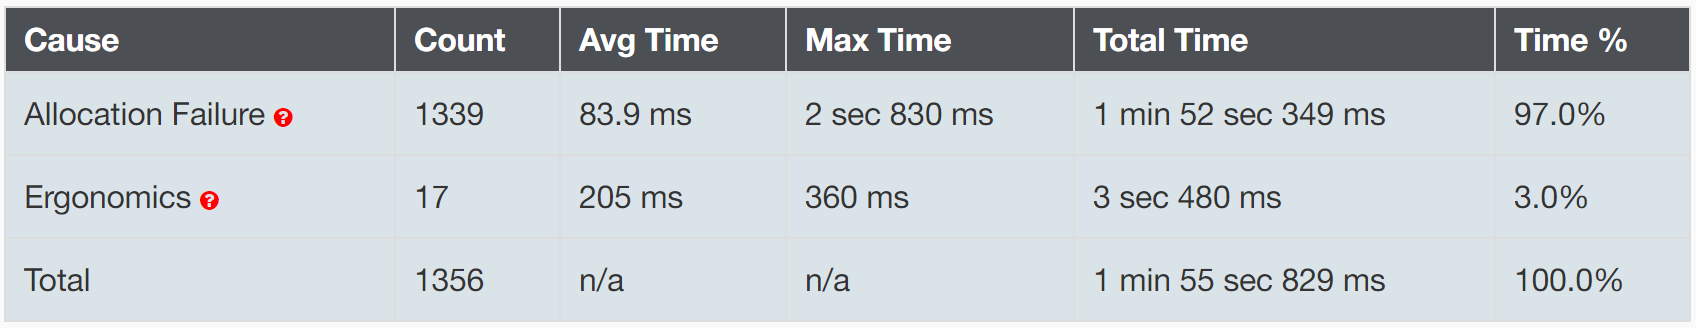 Cause Count Avg Time Max Time Total Time Time %
Allocation Failure ? 1339 83.9 ms 2 sec 830 ms 1 min 52 sec 349 ms 97.0%
Ergonomics ? 17 205 ms 360 ms 3 sec 480 ms 3.0%
Total 1356 n/a n/a 1 min 55 sec 829 ms 100.0%